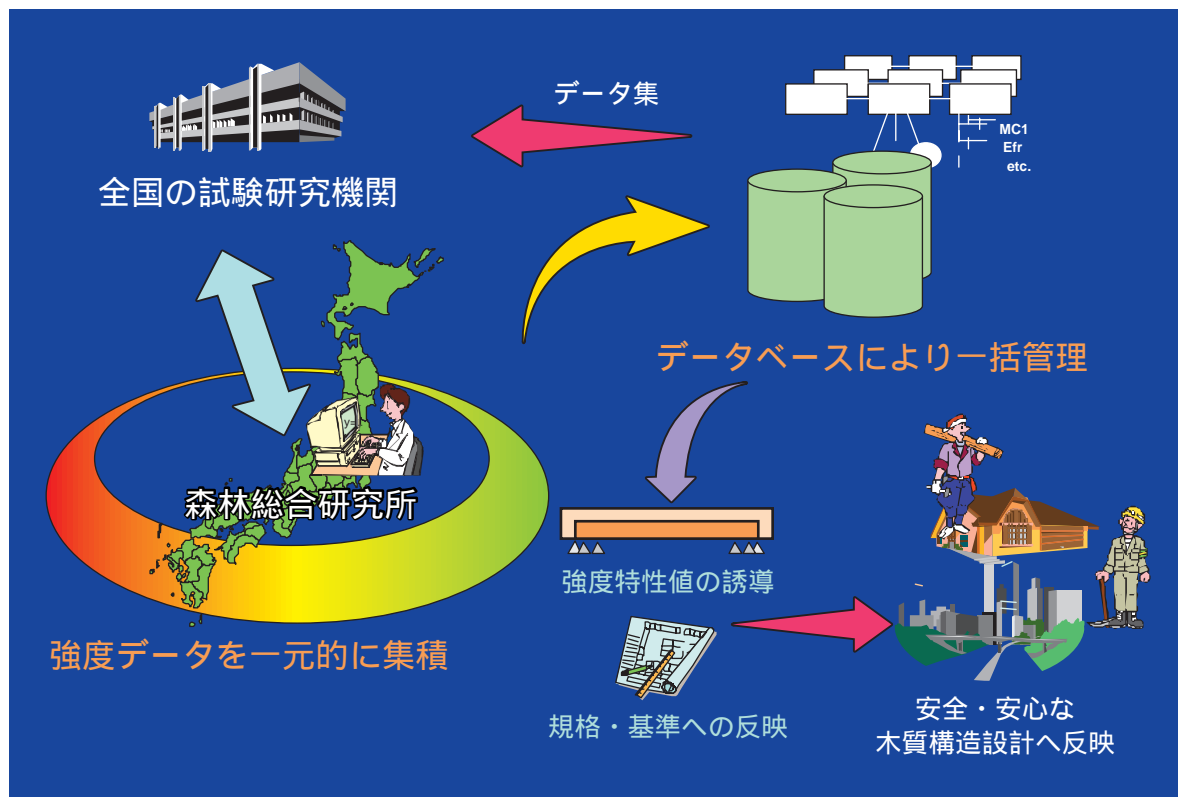 データ集
MC1
Efr
etc.
全国の試験研究機関
データベースにより一括管理
森林総合研究所
強度特性値の誘導
強度データを一元的に集積
規格・基準への反映
安全・安心な
木質構造設計へ反映